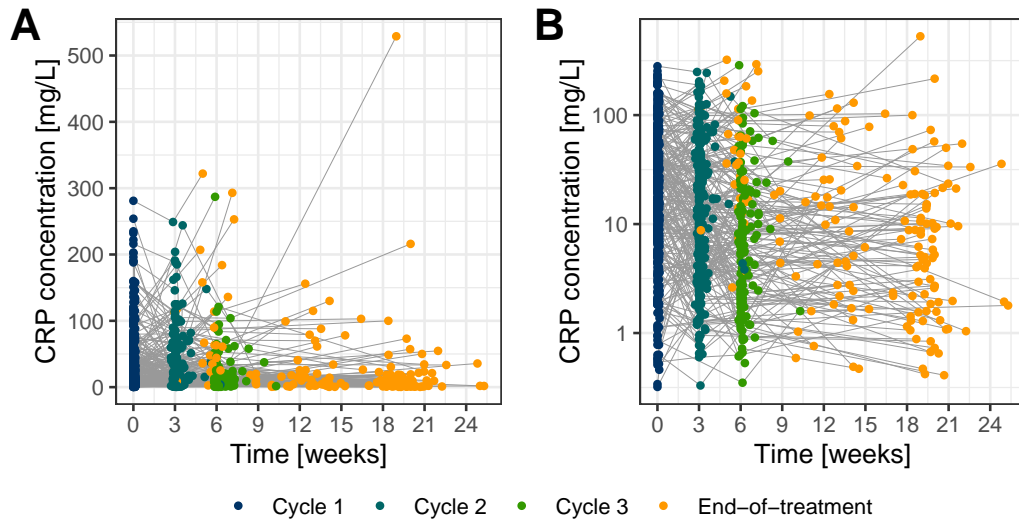 A
CRP concentration [mg/L]
500
400
300
200
100
0
0 3 6 9 12 15 18 21 24
Time [weeks]
B
CRP concentration [mg/L]
100
10
1
0 3 6 9 12 15 18 21 24
Time [weeks]
Cycle 1 Cycle 2 Cycle 3 End−of−treatment